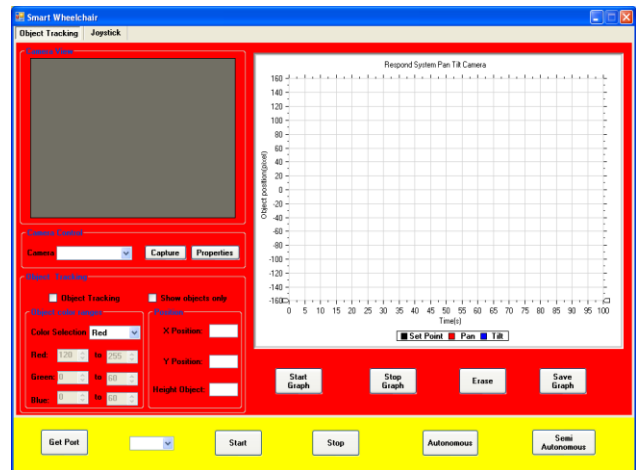 Smart Wheelchair
Object Tracking Joystick
Camera View
Camera Control
Camera: Capture Properties
Object Tracking
Object Tracking Show objects only
Object color ranges
Color Selection: Red
Red: 120 to 255
Green: 0 to 60
Blue: 0 to 60
Position
X Position:
Y Position:
Height Object:
Respond System Pan Tilt Camera
Object position(pixel)
160
140
120
100
80
60
40
20
0
-20
-40
-60
-80
-100
-120
-140
-160
0 5 10 15 20 25 30 35 40 45 50 55 60 65 70 75 80 85 90 95 100
Time(s)
Set Point Pan Tilt
Start Graph
Stop Graph
Erase
Save Graph
Get Port
Start
Stop
Autonomous
Semi Autonomous